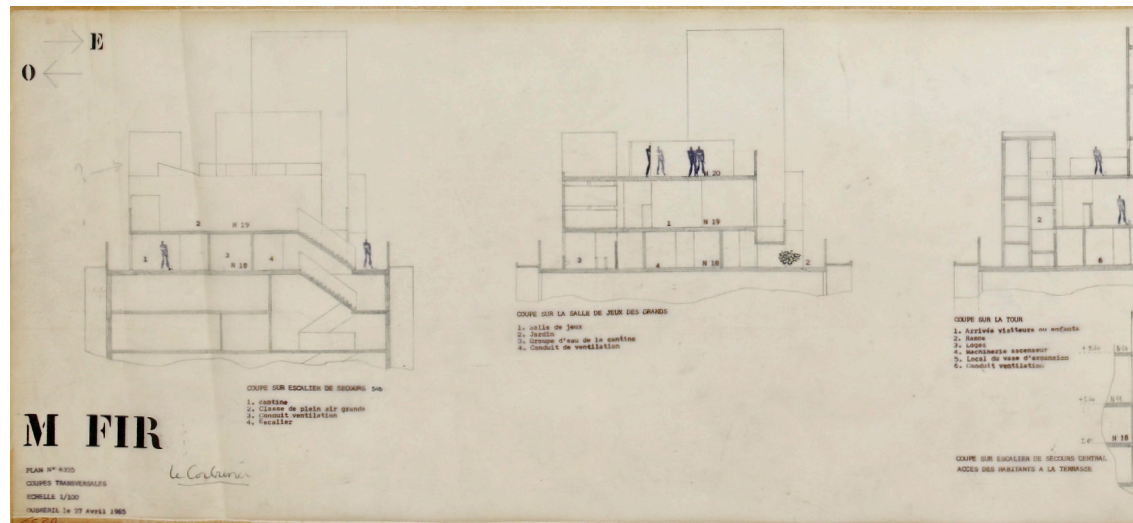 E
O
2
N 19
1
3
4
N 18
COUPE SUR ESCALIER DE SECOURS
1. cantine
2. Classe de plein air grands
3. Conduit ventilation
4. Escalier
M FIR
PLAN N°
COUPES TRANSVERSALES
ECHELLE 1/100
le 27 Avril 1965
Le Corbusier
N 20
1
N 19
3
4
N 18
2
COUPE SUR LA SALLE DE JEUX DES GRANDS
1. Salle de jeux
2. Jardin
3. Groupe d'eau de la cantine
4. Conduit de ventilation
2
6
COUPE SUR LA TOUR
1. Arrivée visiteurs ou enfants
2. Rampe
3. Loges
4. Machinerie ascenseur
5. Local du vase d'expansion
6. Conduit ventilation
N 18
COUPE SUR ESCALIER DE SECOURS CENTRAL
ACCES DES HABITANTS A LA TERRASSE